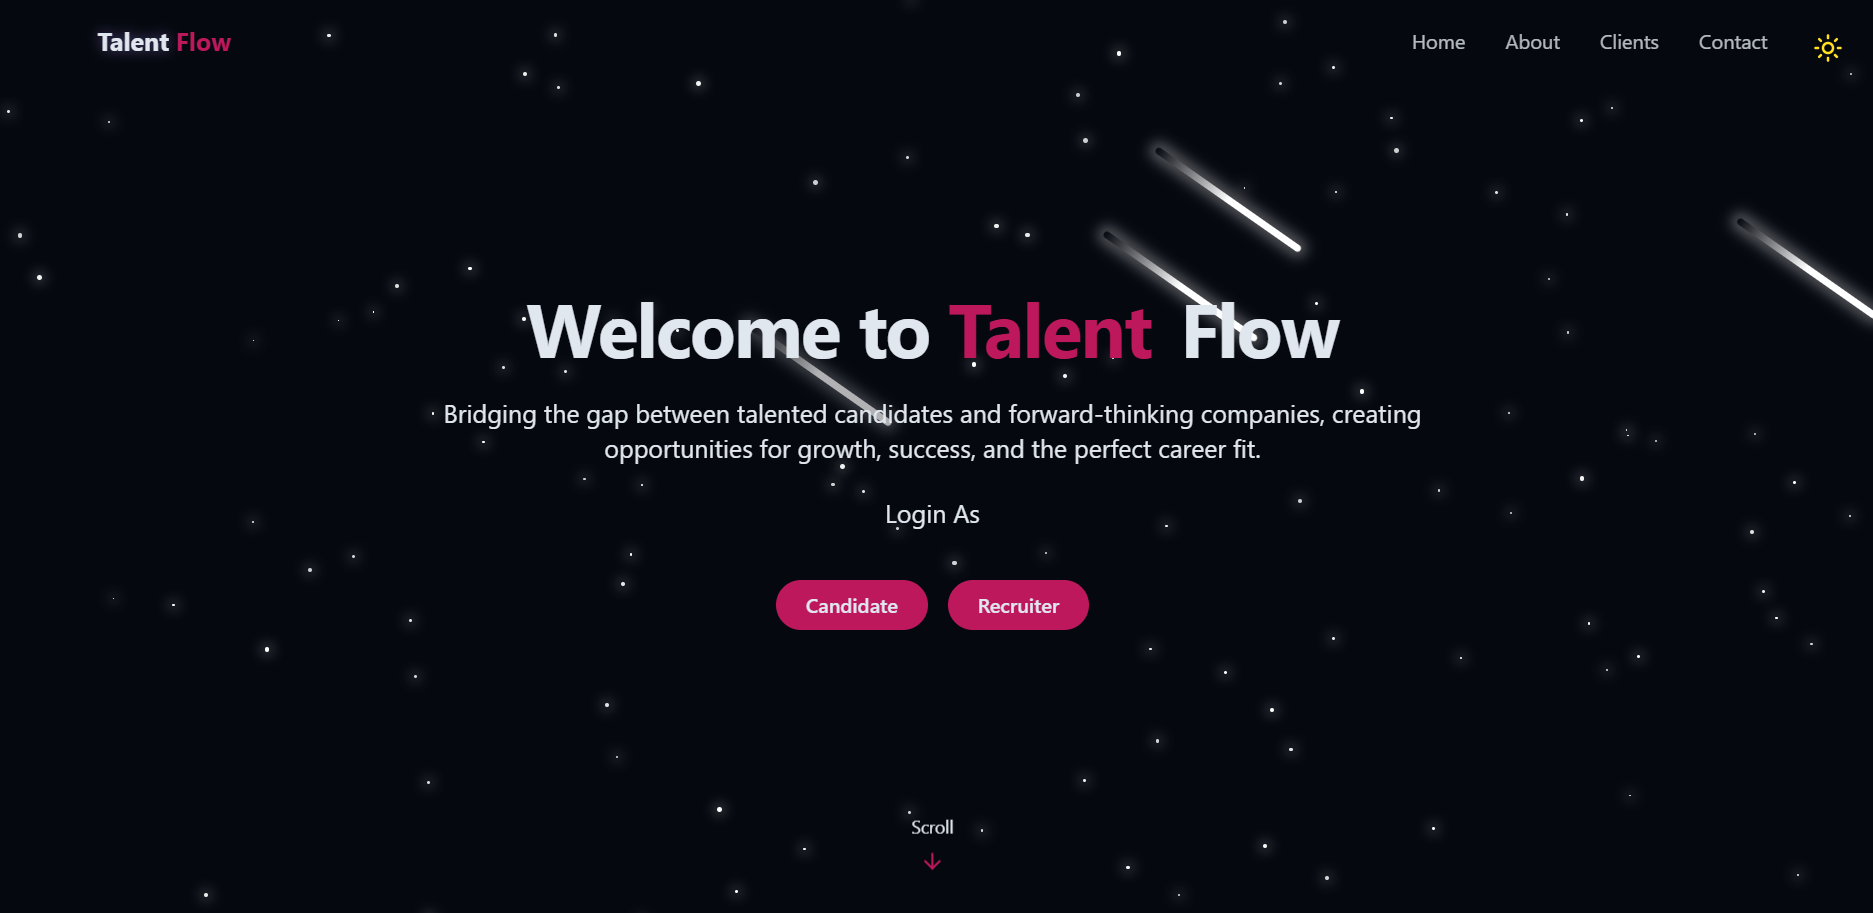 Talent Flow
Home About Clients Contact
Welcome to Talent Flow
Bridging the gap between talented candidates and forward-thinking companies, creating
opportunities for growth, success, and the perfect career fit.
Login As
Candidate Recruiter
Scroll